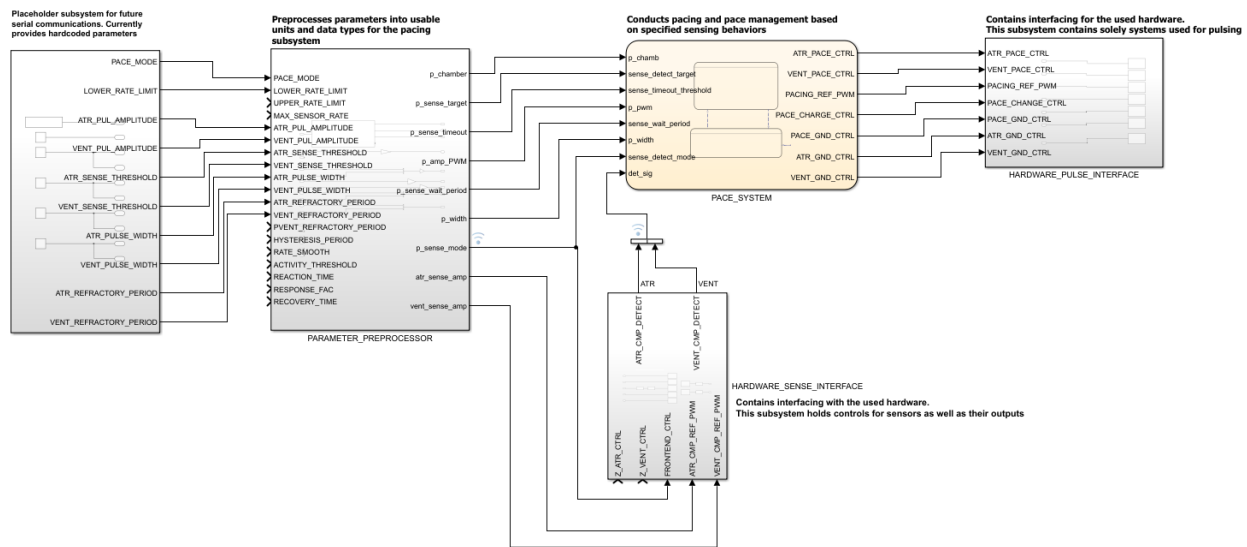 Placeholder subsystem for future
serial communications. Currently
provides hardcoded parameters
PACE_MODE
LOWER_RATE_LIMIT
ATR_PUL_AMPLITUDE
VENT_PUL_AMPLITUDE
ATR_SENSE_THRESHOLD
VENT_SENSE_THRESHOLD
ATR_PULSE_WIDTH
VENT_PULSE_WIDTH
ATR_REFRACTORY_PERIOD
VENT_REFRACTORY_PERIOD
Preprocesses parameters into usable
units and data types for the pacing
subsystem
PACE_MODE
LOWER_RATE_LIMIT
UPPER_RATE_LIMIT
MAX_SENSOR_RATE
ATR_PUL_AMPLITUDE
VENT_PUL_AMPLITUDE
ATR_SENSE_THRESHOLD
VENT_SENSE_THRESHOLD
ATR_PULSE_WIDTH
VENT_PULSE_WIDTH
ATR_REFRACTORY_PERIOD
VENT_REFRACTORY_PERIOD
PVENT_REFRACTORY_PERIOD
HYSTERESIS_PERIOD
RATE_SMOOTH
ACTIVITY_THRESHOLD
REACTION_TIME
RESPONSE_FAC
RECOVERY_TIME
p_chamber
p_sense_target
p_sense_timeout
p_amp_PWM
p_sense_wait_period
p_width
p_sense_mode
atr_sense_amp
vent_sense_amp
PARAMETER_PREPROCESSOR
Conducts pacing and pace management based
on specified sensing behaviors
p_chamb
sense_detect_target
sense_timeout_threshold
p_pwm
sense_wait_period
p_width
sense_detect_mode
det_sig
ATR_PACE_CTRL
VENT_PACE_CTRL
PACING_REF_PWM
PACE_CHARGE_CTRL
PACE_GND_CTRL
ATR_GND_CTRL
VENT_GND_CTRL
PACE_SYSTEM
Contains interfacing for the used hardware.
This subsystem contains solely systems used for pulsing
ATR_PACE_CTRL
VENT_PACE_CTRL
PACING_REF_PWM
PACE_CHANGE_CTRL
PACE_GND_CTRL
ATR_GND_CTRL
VENT_GND_CTRL
HARDWARE_PULSE_INTERFACE
ATR
VENT
ATR_CMP_DETECT
VENT_CMP_DETECT
Z_ATR_CTRL
Z_VENT_CTRL
FRONTEND_CTRL
ATR_CMP_REF_PWM
VENT_CMP_REF_PWM
HARDWARE_SENSE_INTERFACE
Contains interfacing with the used hardware.
This subsystem holds controls for sensors as well as their outputs